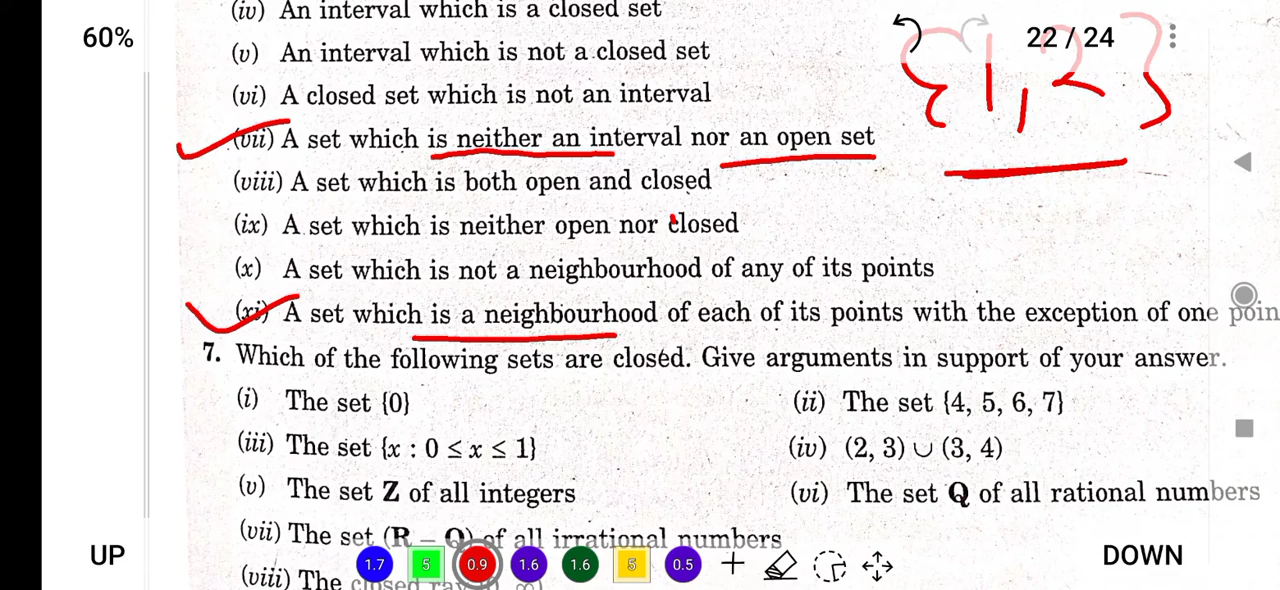 60%
(iv) An interval which is a closed set
22 / 24
(v) An interval which is not a closed set
{1, 2}
(vi) A closed set which is not an interval
(vii) A set which is neither an interval nor an open set
(viii) A set which is both open and closed
(ix) A set which is neither open nor closed
(x) A set which is not a neighbourhood of any of its points
(xi) A set which is a neighbourhood of each of its points with the exception of one poin
7. Which of the following sets are closed. Give arguments in support of your answer.
(i) The set {0}
(ii) The set {4, 5, 6, 7}
(iii) The set {x : 0 ≤ x ≤ 1}
(iv) (2, 3) ∪ (3, 4)
(v) The set Z of all integers
(vi) The set Q of all rational numbers
(vii) The set (R – Q) of all irrational numbers
UP
1.7 5 0.9 1.6 1.6 5 0.5
DOWN
(viii) The closed ray